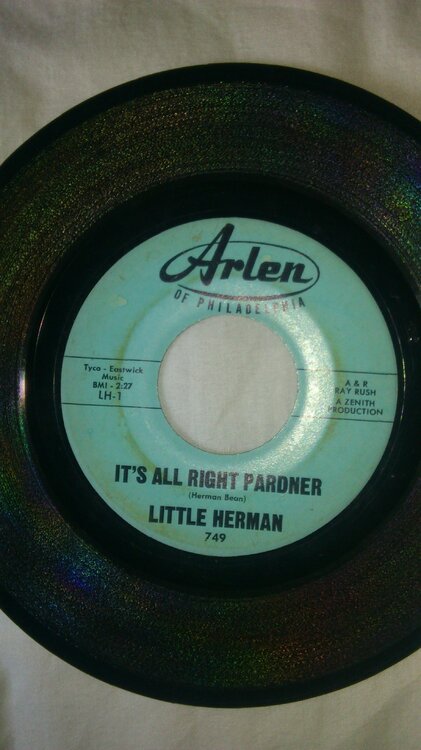 Arlen
OF PHILADELPHIA
Tyco - Eastwick
Music
BMI - 2:27
LH-1
A & R
RAY RUSH
A ZENITH
PRODUCTION
IT'S ALL RIGHT PARDNER
(Herman Bean)
LITTLE HERMAN
749